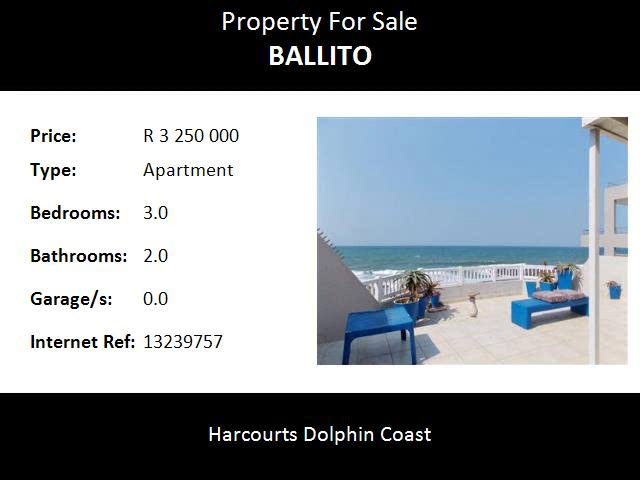 Property For Sale
BALLITO
Price: R 3 250 000
Type: Apartment
Bedrooms: 3.0
Bathrooms: 2.0
Garage/s: 0.0
Internet Ref: 13239757
Harcourts Dolphin Coast